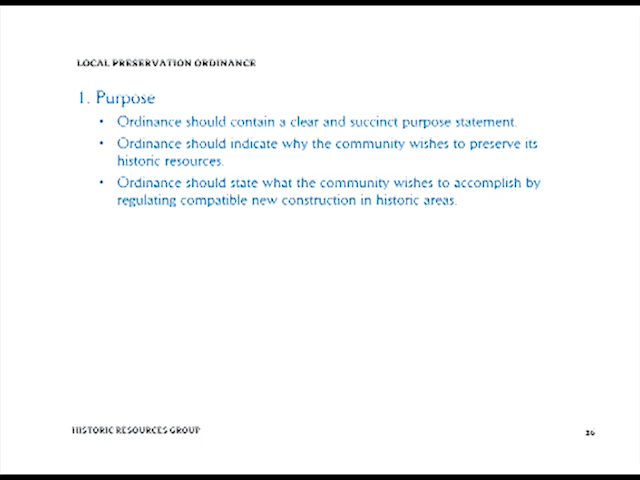 LOCAL PRESERVATION ORDINANCE
1. Purpose
• Ordinance should contain a clear and succinct purpose statement.
• Ordinance should indicate why the community wishes to preserve its
historic resources.
• Ordinance should state what the community wishes to accomplish by
regulating compatible new construction in historic areas.
HISTORIC RESOURCES GROUP